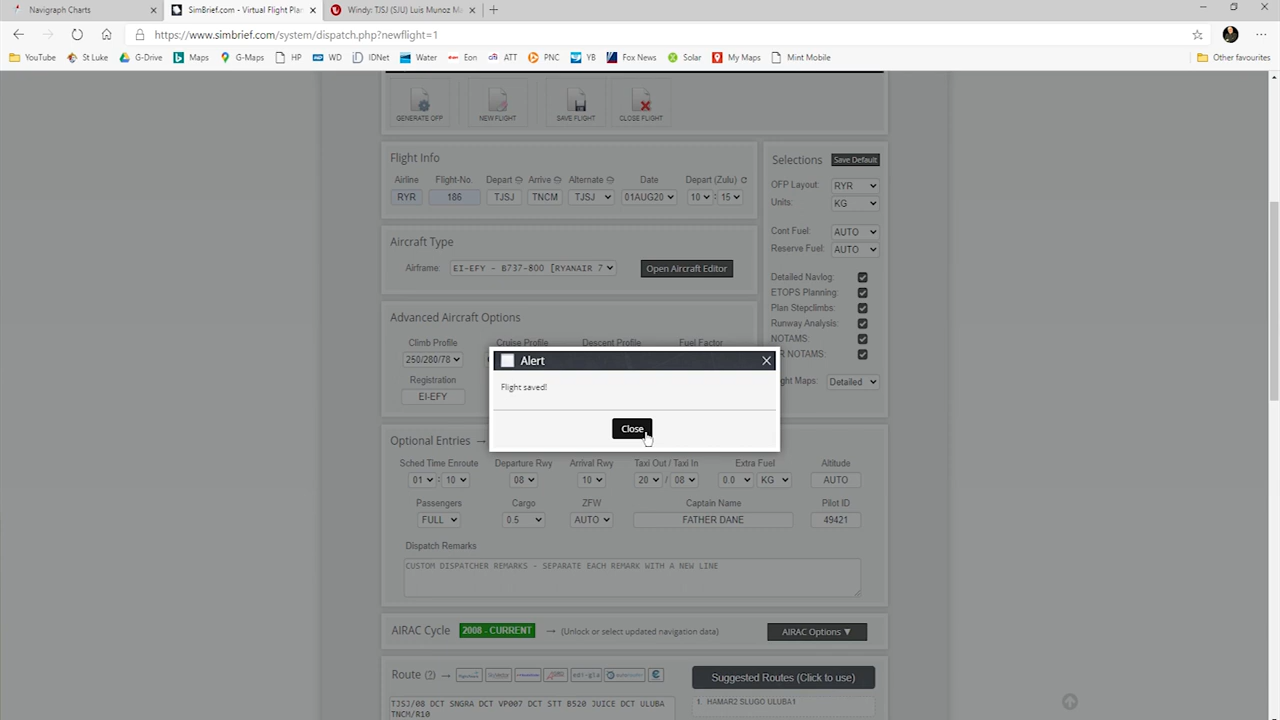 Navigraph Charts
SimBrief.com - Virtual Flight Pla
Windy: TJSJ (SJU) Luis Munoz M
https://www.simbrief.com/system/dispatch.php?newflight=1
YouTube St Luke G-Drive Maps G-Maps HP WD IDNet Water Eon ATT PNC YB Fox News Solar My Maps Mint Mobile Other favourites
GENERATE OFP NEW FLIGHT SAVE FLIGHT CLOSE FLIGHT
Flight Info
Airline Flight-No. Depart Arrive Alternate Date Depart (Zulu)
RYR 186 TJSJ TNCM TJSJ 01AUG20 10 : 15
Selections Save Default
OFP Layout: RYR
Units: KG
Cont Fuel: AUTO
Reserve Fuel: AUTO
Detailed Navlog:
ETOPS Planning:
Plan Stepclimbs:
Runway Analysis:
NOTAMS:
R NOTAMS:
ght Maps: Detailed
Aircraft Type
Airframe: EI-EFY - B737-800 [RYANAIR 7 Open Aircraft Editor
Advanced Aircraft Options
Climb Profile Cruise Profile Descent Profile Fuel Factor
250/280/78
Registration
EI-EFY
Alert
Flight saved!
Close
Optional Entries →
Sched Time Enroute Departure Rwy Arrival Rwy Taxi Out / Taxi In Extra Fuel Altitude
01 : 10 08 10 20 / 08 0.0 KG AUTO
Passengers Cargo ZFW Captain Name Pilot ID
FULL 0.5 AUTO FATHER DANE 49421
Dispatch Remarks
CUSTOM DISPATCHER REMARKS - SEPARATE EACH REMARK WITH A NEW LINE
AIRAC Cycle 2008 - CURRENT → (Unlock or select updated navigation data) AIRAC Options ▼
Route (?) → Suggested Routes (Click to use)
TJSJ/08 DCT SNGRA DCT VP007 DCT STT B520 JUICE DCT ULUBA
TNCM/R10
1. HAMAR2 SLUGO ULUBA1